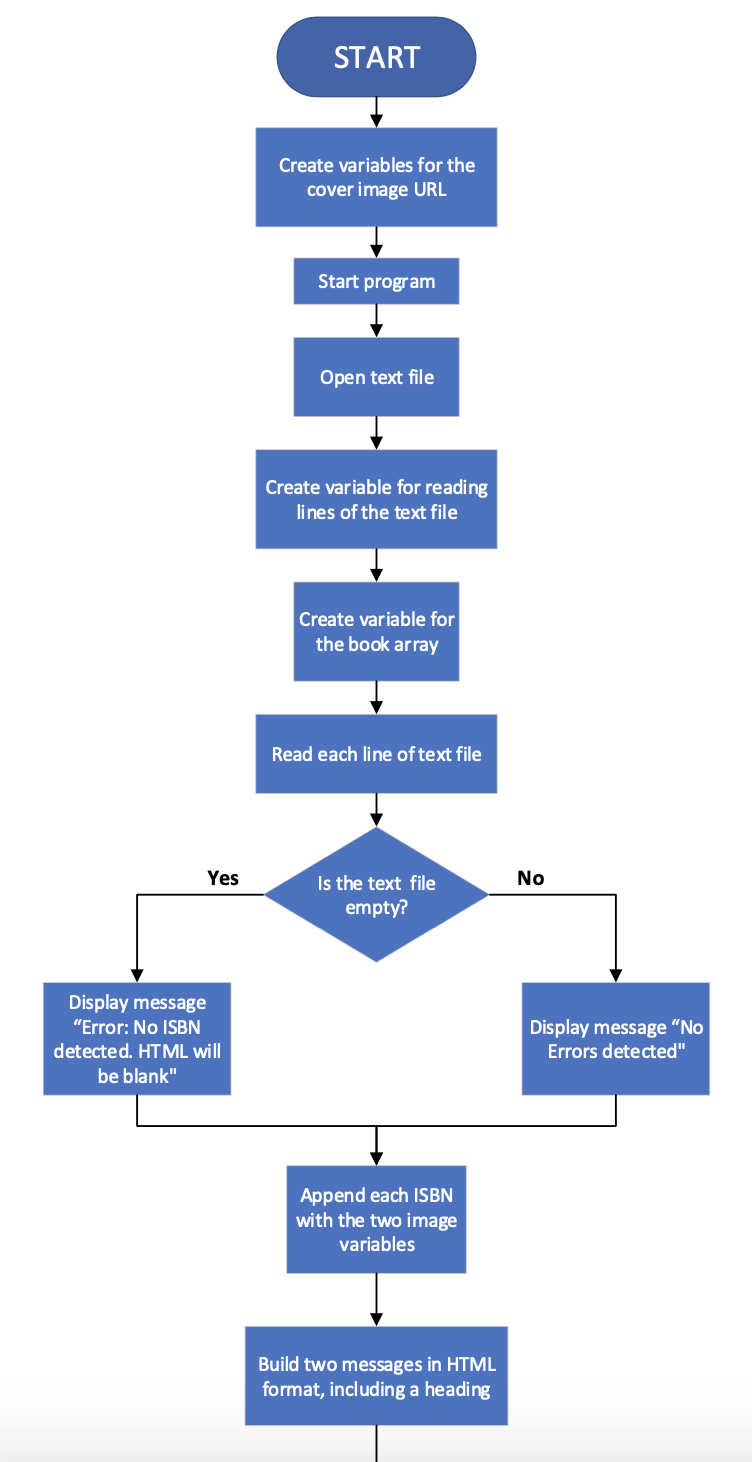 START
Create variables for the
cover image URL
Start program
Open text file
Create variable for reading
lines of the text file
Create variable for
the book array
Read each line of text file
Is the text file
empty?
Yes
No
Display message
“Error: No ISBN
detected. HTML will
be blank"
Display message “No
Errors detected"
Append each ISBN
with the two image
variables
Build two messages in HTML
format, including a heading